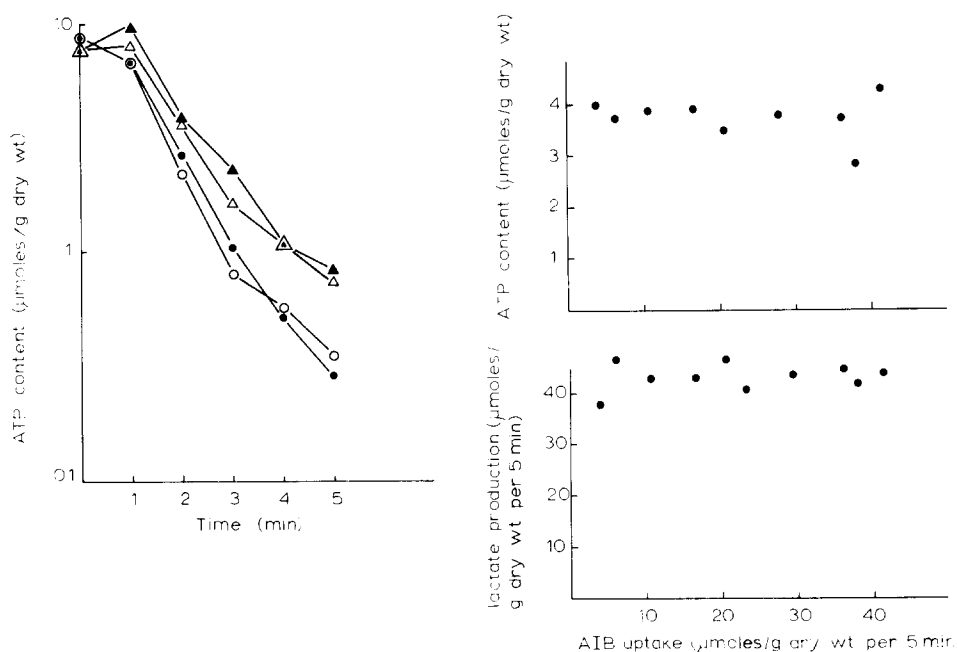 10
1
01
ATP content (μmoles/g dry wt)
1 2 3 4 5
Time (min)
4
3
2
1
ATP content (μmoles/g dry wt)
40
30
20
10
lactate production (μmoles/
g dry wt per 5 min)
10 20 30 40
AIB uptake μmoles/g dry wt per 5 min